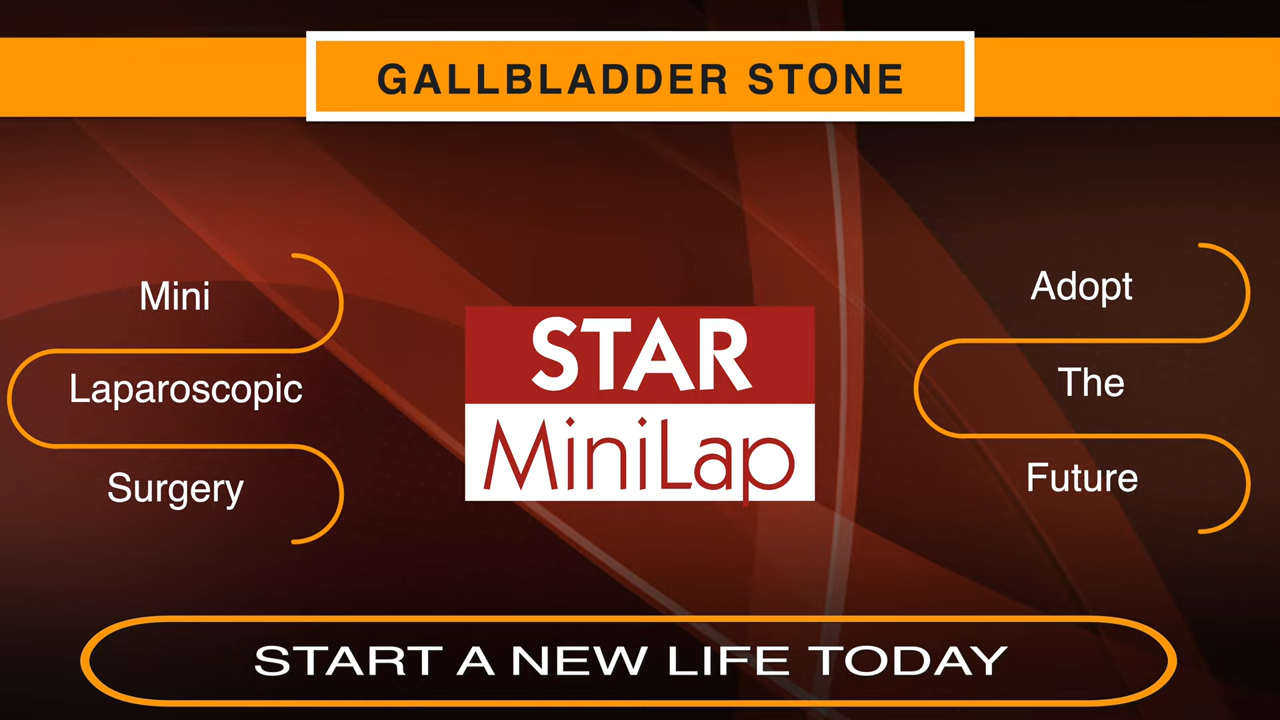 GALLBLADDER STONE
Mini
Laparoscopic
Surgery
STAR
MiniLap
Adopt
The
Future
START A NEW LIFE TODAY